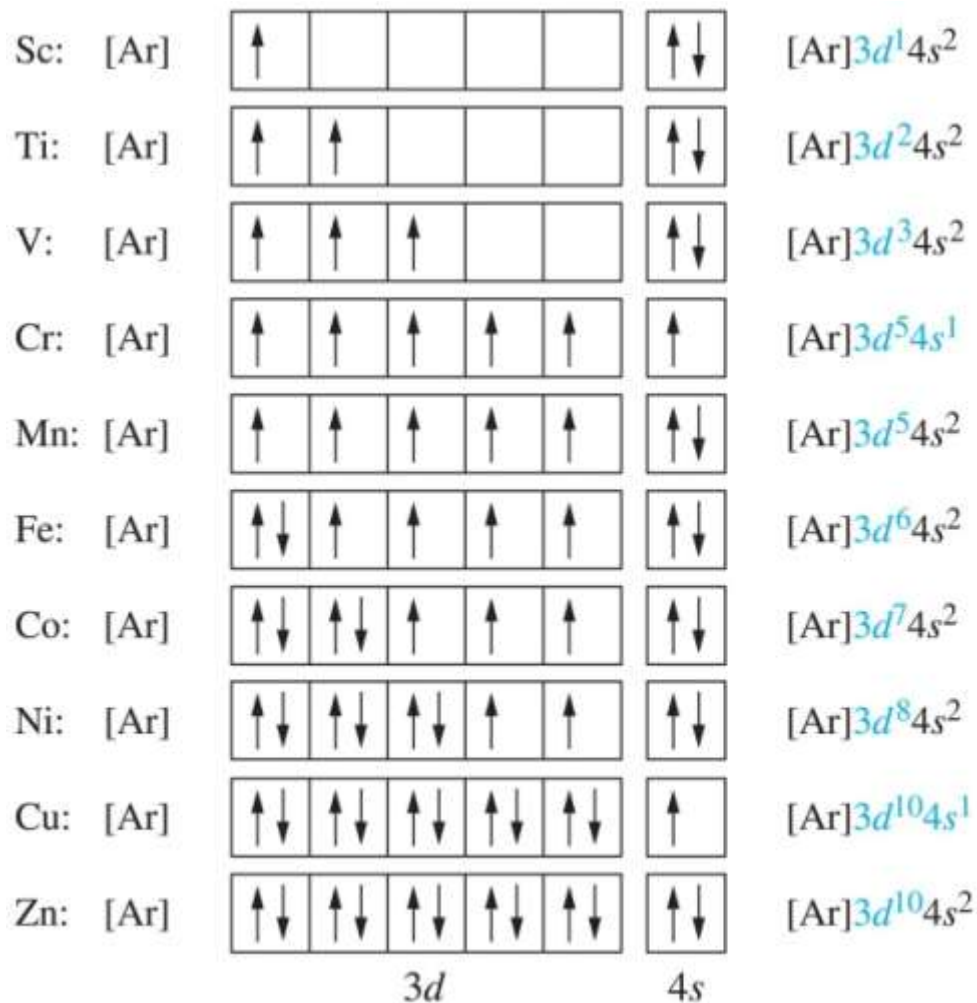 Sc: [Ar] [Ar]3d¹4s²
Ti: [Ar] [Ar]3d²4s²
V: [Ar] [Ar]3d³4s²
Cr: [Ar] [Ar]3d⁵4s¹
Mn: [Ar] [Ar]3d⁵4s²
Fe: [Ar] [Ar]3d⁶4s²
Co: [Ar] [Ar]3d⁷4s²
Ni: [Ar] [Ar]3d⁸4s²
Cu: [Ar] [Ar]3d¹⁰4s¹
Zn: [Ar] [Ar]3d¹⁰4s²
3d 4s